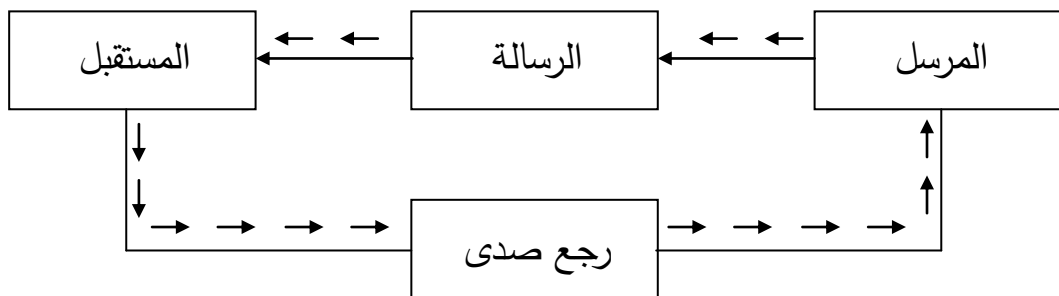 المرسل
الرسالة
المستقبل
رجع صدى